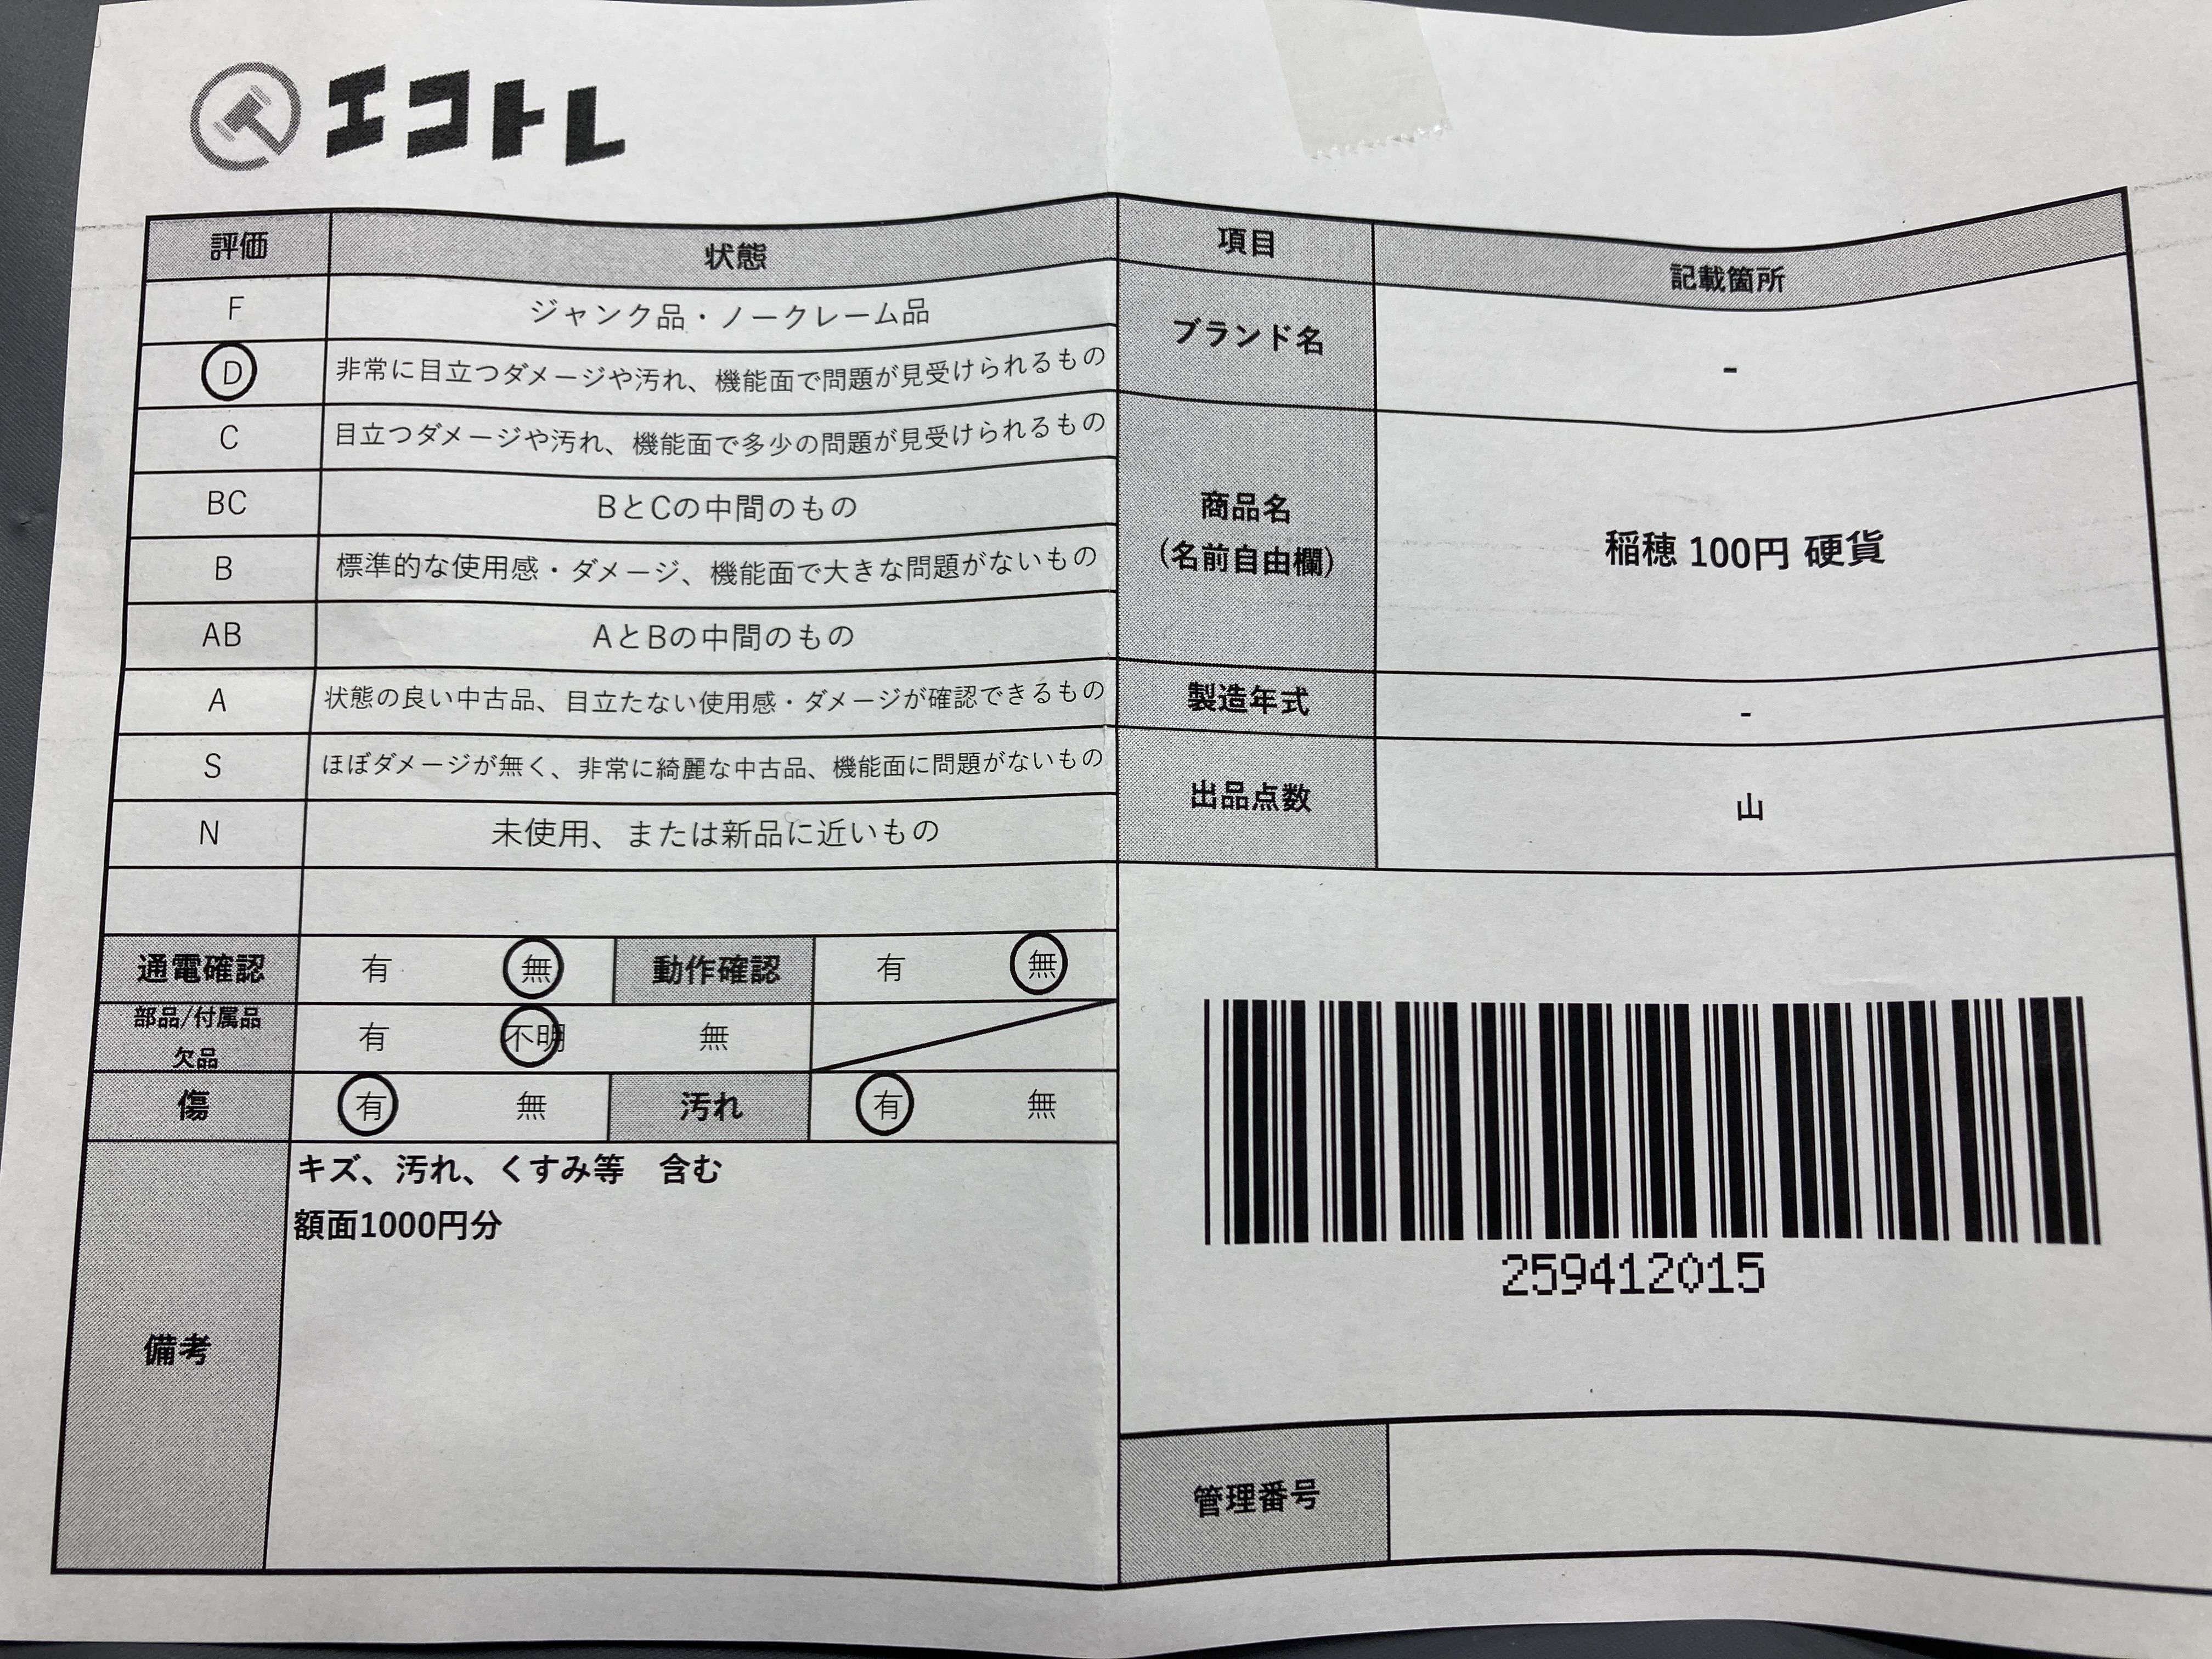 エコトレ
評価 状態
F ジャンク品・ノークレーム品
D 非常に目立つダメージや汚れ、機能面で問題が見受けられるもの
C 目立つダメージや汚れ、機能面で多少の問題が見受けられるもの
BC BとCの中間のもの
B 標準的な使用感・ダメージ、機能面で大きな問題がないもの
AB AとBの中間のもの
A 状態の良い中古品、目立たない使用感・ダメージが確認できるもの
S ほぼダメージが無く、非常に綺麗な中古品、機能面に問題がないもの
N 未使用、または新品に近いもの
通電確認 有 無 動作確認 有 無
部品/付属品
欠品
有 不明 無
傷 有 無 汚れ 有 無
備考
キズ、汚れ、くすみ等 含む
額面1000円分
項目 記載箇所
ブランド名 -
商品名
(名前自由欄)
稲穂 100円 硬貨
製造年式 -
出品点数 山
259412015
管理番号